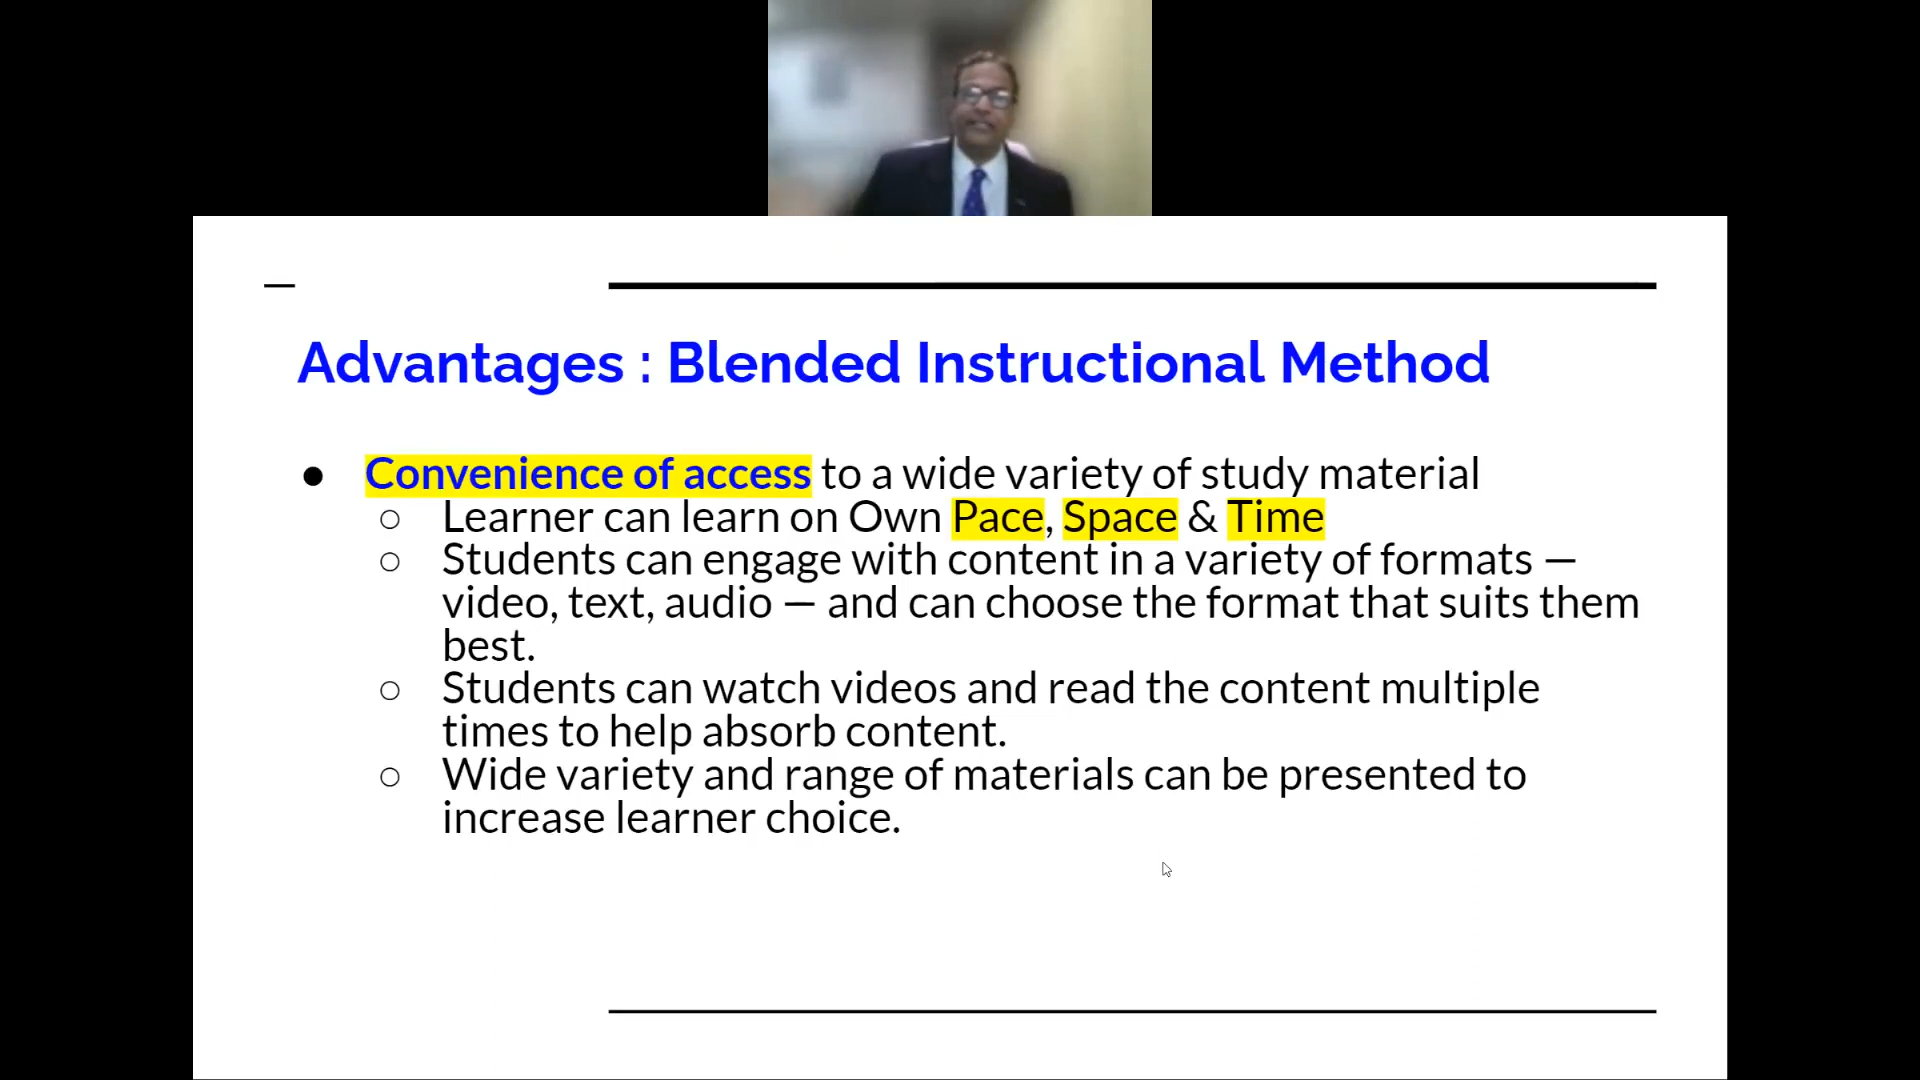 Advantages : Blended Instructional Method
● Convenience of access to a wide variety of study material
○ Learner can learn on Own Pace, Space & Time
○ Students can engage with content in a variety of formats —
video, text, audio — and can choose the format that suits them
best.
○ Students can watch videos and read the content multiple
times to help absorb content.
○ Wide variety and range of materials can be presented to
increase learner choice.